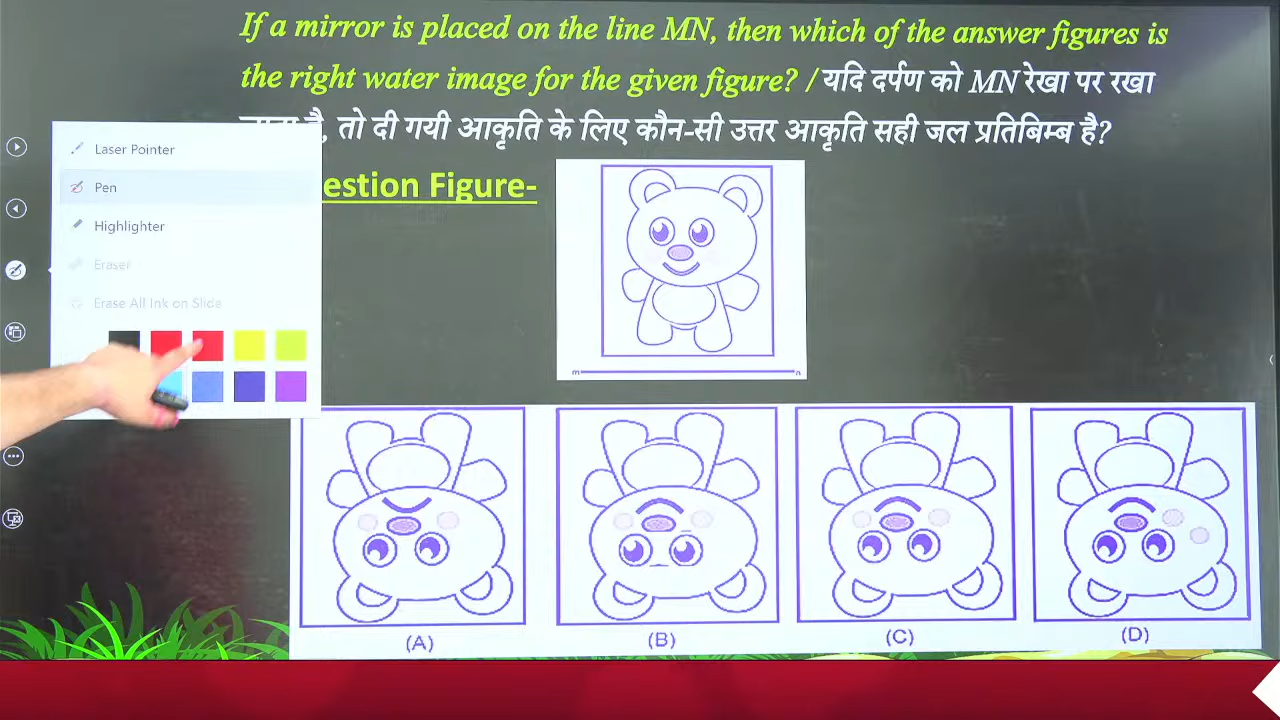 If a mirror is placed on the line MN, then which of the answer figures is
the right water image for the given figure? / यदि दर्पण को MN रेखा पर रखा
है, तो दी गयी आकृति के लिए कौन-सी उत्तर आकृति सही जल प्रतिबिम्ब है?
estion Figure-
Laser Pointer
Pen
Highlighter
Eraser
Erase All Ink on Slide
m n
(A) (B) (C) (D)